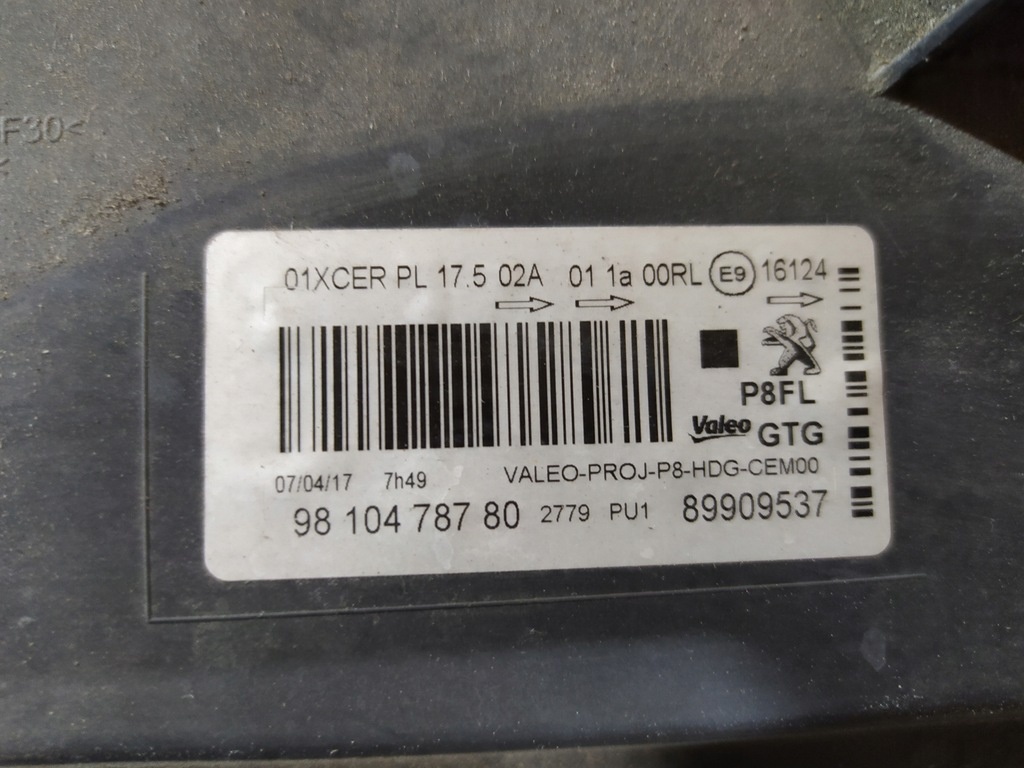 F30<
01XCER PL 17.5 02A 01 1a 00RL E9 16124
P8FL
Valeo GTG
07/04/17 7h49 VALEO-PROJ-P8-HDG-CEM00
98 104 787 80 2779 PU1 89909537